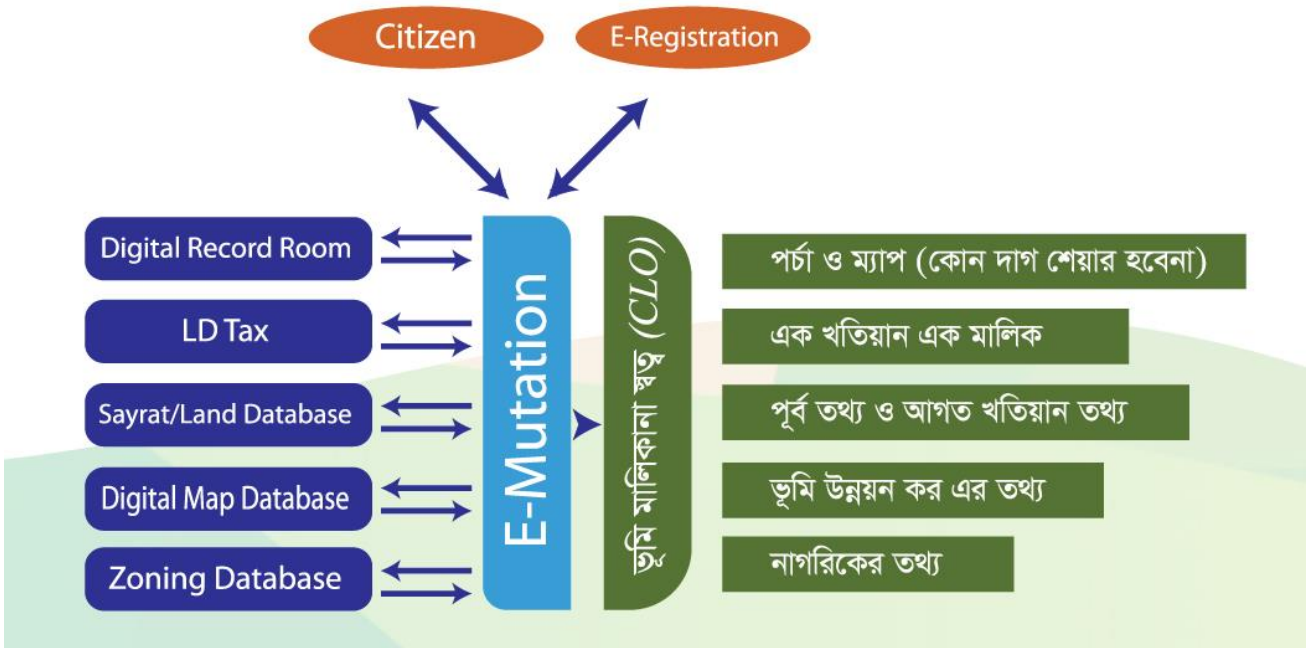 Citizen
E-Registration
Digital Record Room
LD Tax
Sayrat/Land Database
Digital Map Database
Zoning Database
E-Mutation
ভূমি মালিকানা স্বত্ব (CLO)
পর্চা ও ম্যাপ (কোন দাগ শেয়ার হবেনা)
এক খতিয়ান এক মালিক
পূর্ব তথ্য ও আগত খতিয়ান তথ্য
ভূমি উন্নয়ন কর এর তথ্য
নাগরিকের তথ্য